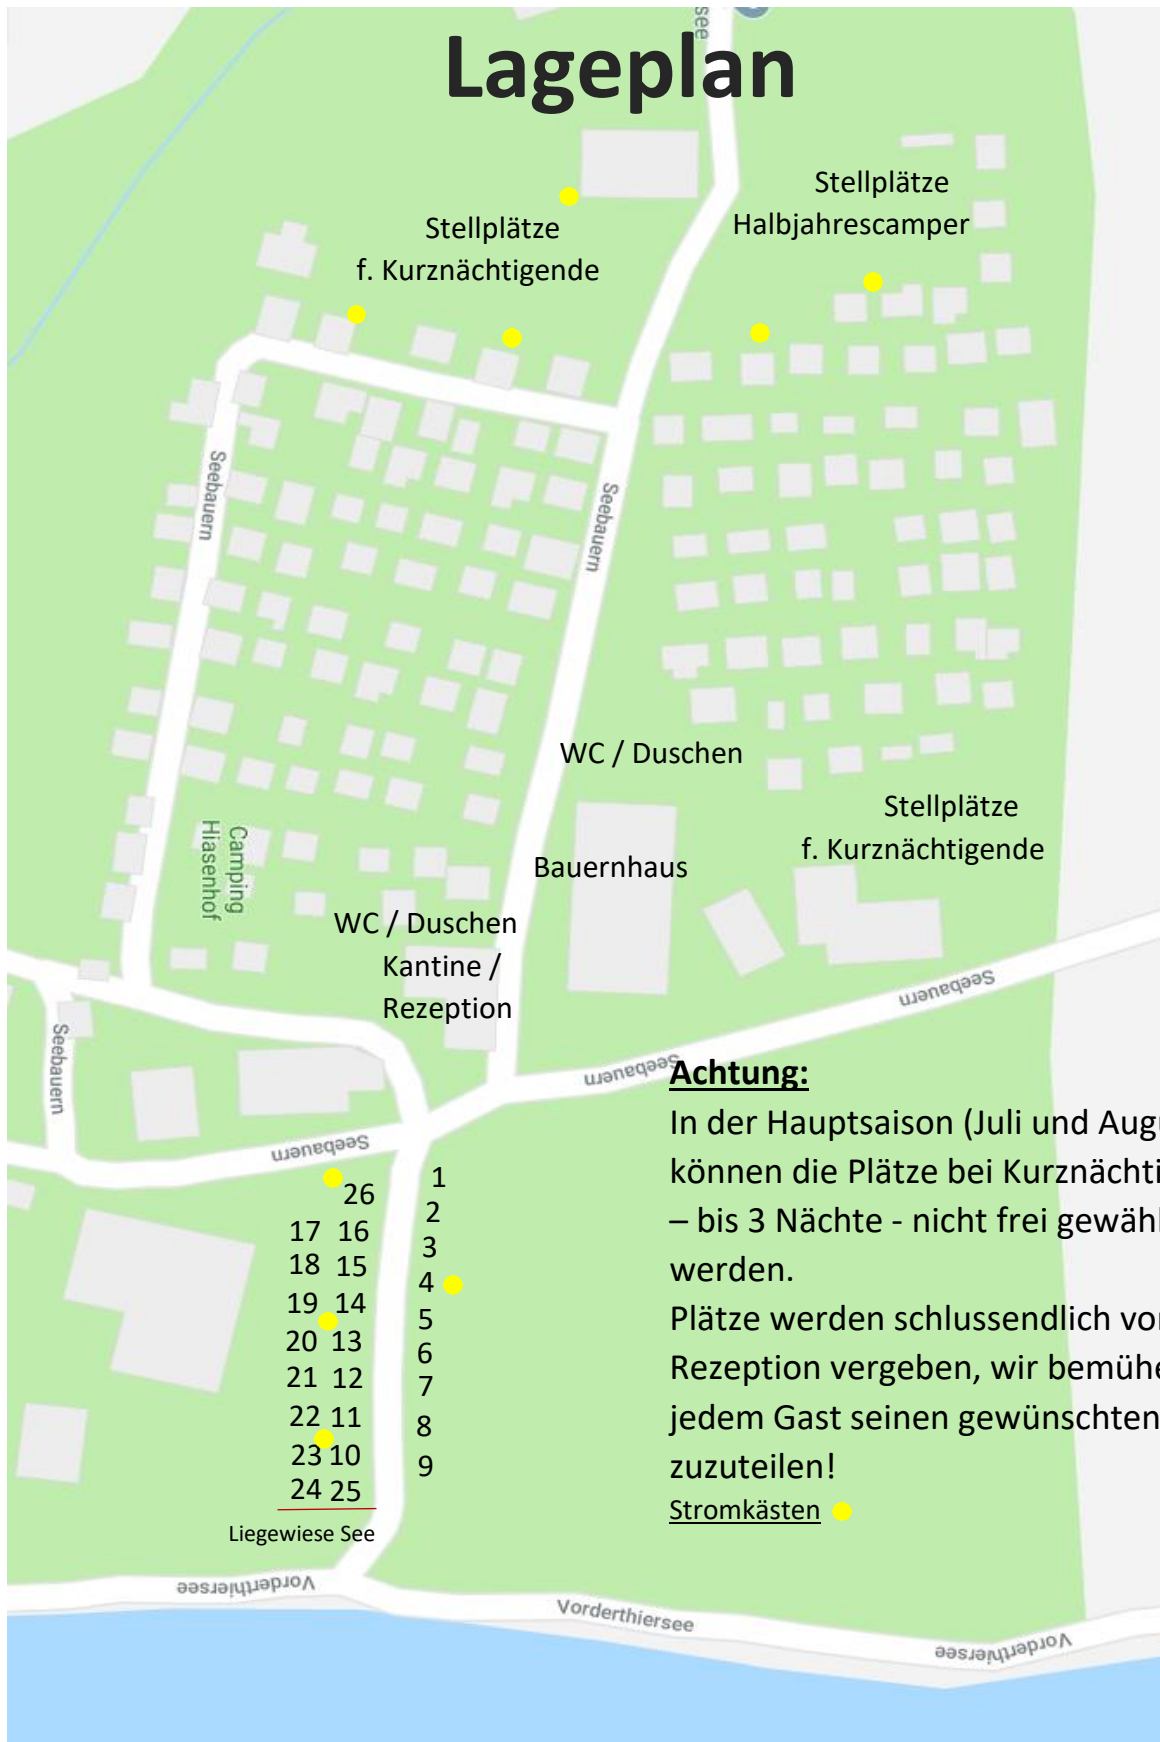 see
Lageplan
Stellplätze
Halbjahrescamper
Stellplätze
f. Kurznächtigende
Seebauern
Seebauern
WC / Duschen
Stellplätze
f. Kurznächtigende
Camping
Hiasenhof
Bauernhaus
WC / Duschen
Kantine /
Rezeption
Seebauern
Seebauern
Seebauern
Seebauern
Achtung:
In der Hauptsaison (Juli und Aug
können die Plätze bei Kurznächti
– bis 3 Nächte - nicht frei gewähl
werden.
Plätze werden schlussendlich vo
Rezeption vergeben, wir bemühe
jedem Gast seinen gewünschten
zuzuteilen!
Stromkästen
26
17 16
18 15
19 14
20 13
21 12
22 11
23 10
24 25
1
2
3
4
5
6
7
8
9
Liegewiese See
Vorderthiersee
Vorderthiersee
Vorderthiersee